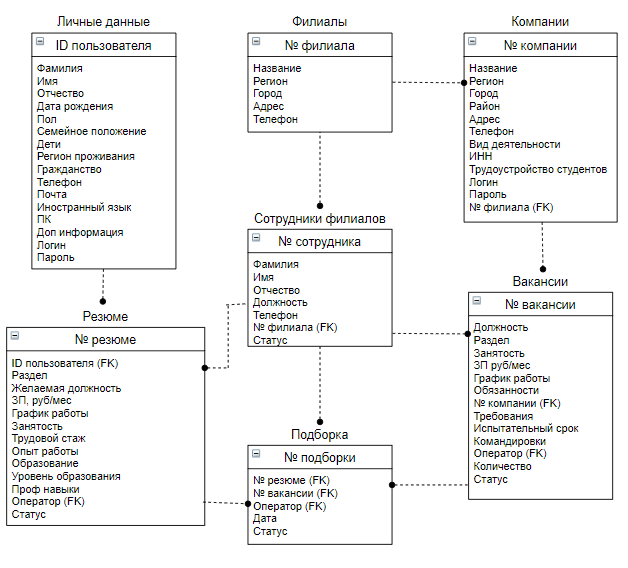 Личные данные
ID пользователя
Фамилия
Имя
Отчество
Дата рождения
Пол
Семейное положение
Дети
Регион проживания
Гражданство
Телефон
Почта
Иностранный язык
ПК
Доп информация
Логин
Пароль
Филиалы
№ филиала
Название
Регион
Город
Адрес
Телефон
Компании
№ компании
Название
Регион
Город
Район
Адрес
Телефон
Вид деятельности
ИНН
Трудоустройство студентов
Логин
Пароль
№ филиала (FK)
Сотрудники филиалов
№ сотрудника
Фамилия
Имя
Отчество
Должность
Телефон
№ филиала (FK)
Статус
Вакансии
№ вакансии
Должность
Раздел
Занятость
ЗП руб/мес
График работы
Обязанности
№ компании (FK)
Требования
Испытательный срок
Командировки
Оператор (FK)
Количество
Статус
Резюме
№ резюме
ID пользователя (FK)
Раздел
Желаемая должность
ЗП, руб/мес
График работы
Занятость
Трудовой стаж
Опыт работы
Образование
Уровень образования
Проф навыки
Оператор (FK)
Статус
Подборка
№ подборки
№ резюме (FK)
№ вакансии (FK)
Оператор (FK)
Дата
Статус